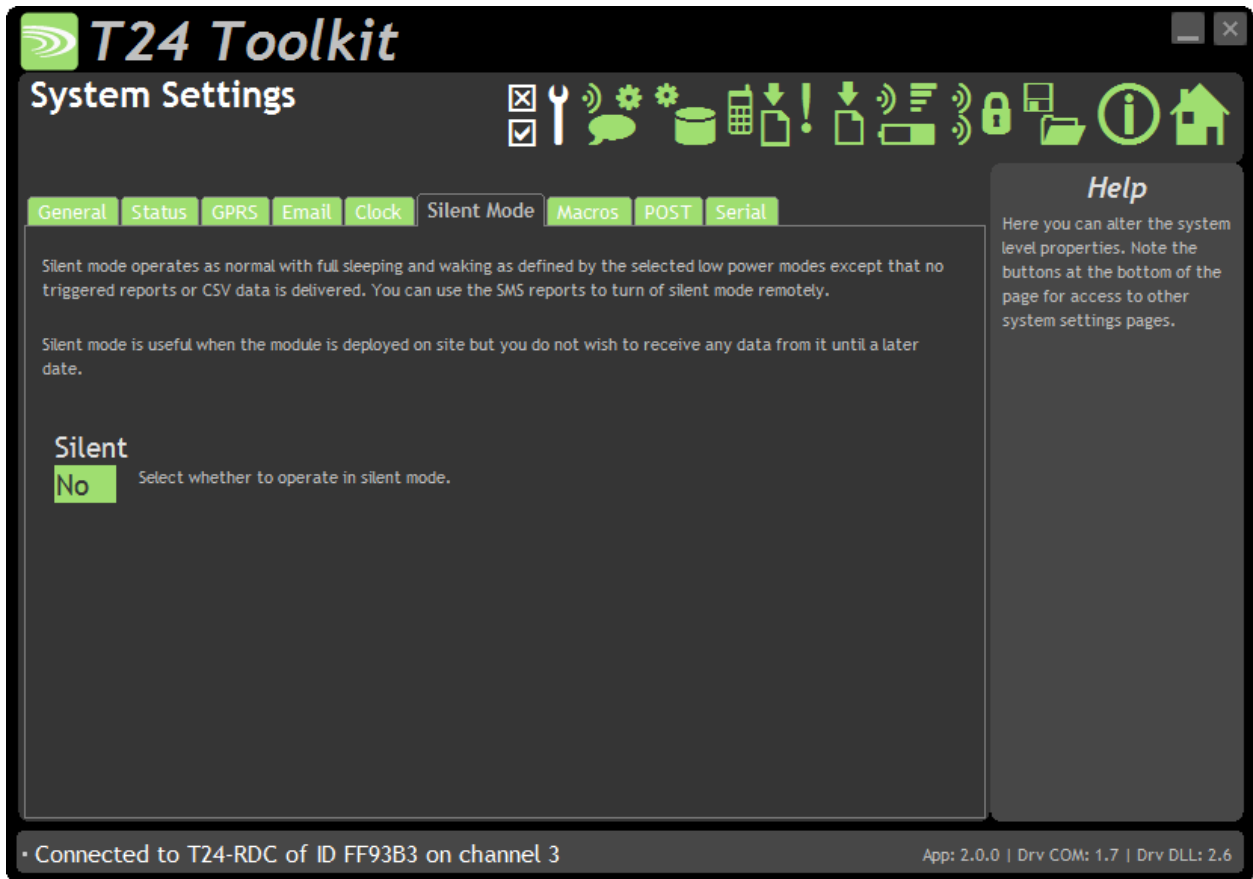 T24 Toolkit
System Settings
General Status GPRS Email Clock Silent Mode Macros POST Serial
Silent mode operates as normal with full sleeping and waking as defined by the selected low power modes except that no
triggered reports or CSV data is delivered. You can use the SMS reports to turn of silent mode remotely.
Silent mode is useful when the module is deployed on site but you do not wish to receive any data from it until a later
date.
Silent
No Select whether to operate in silent mode.
Help
Here you can alter the system
level properties. Note the
buttons at the bottom of the
page for access to other
system settings pages.
Connected to T24-RDC of ID FF93B3 on channel 3
App: 2.0.0 | Drv COM: 1.7 | Drv DLL: 2.6